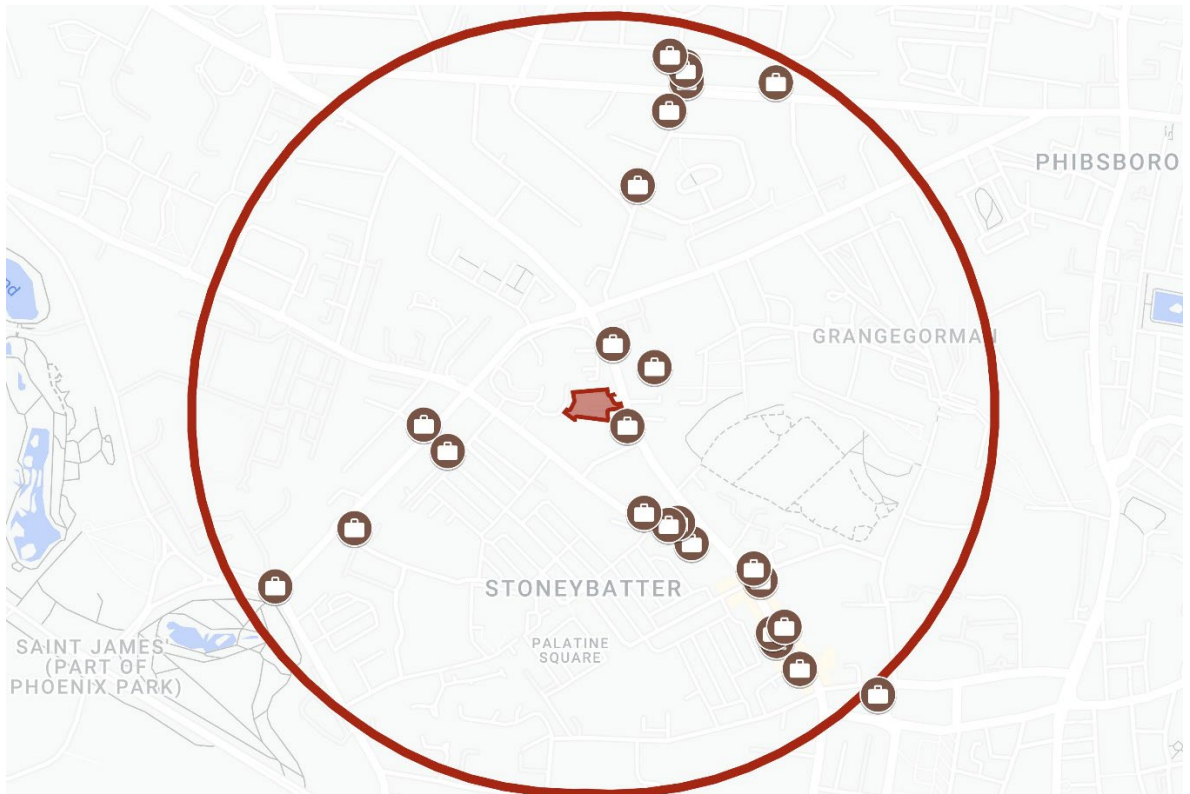 PHIBSBORO
GRANGEGORMAN
STONEYBATTER
PALATINE
SQUARE
SAINT JAMES'
(PART OF
PHOENIX PARK)